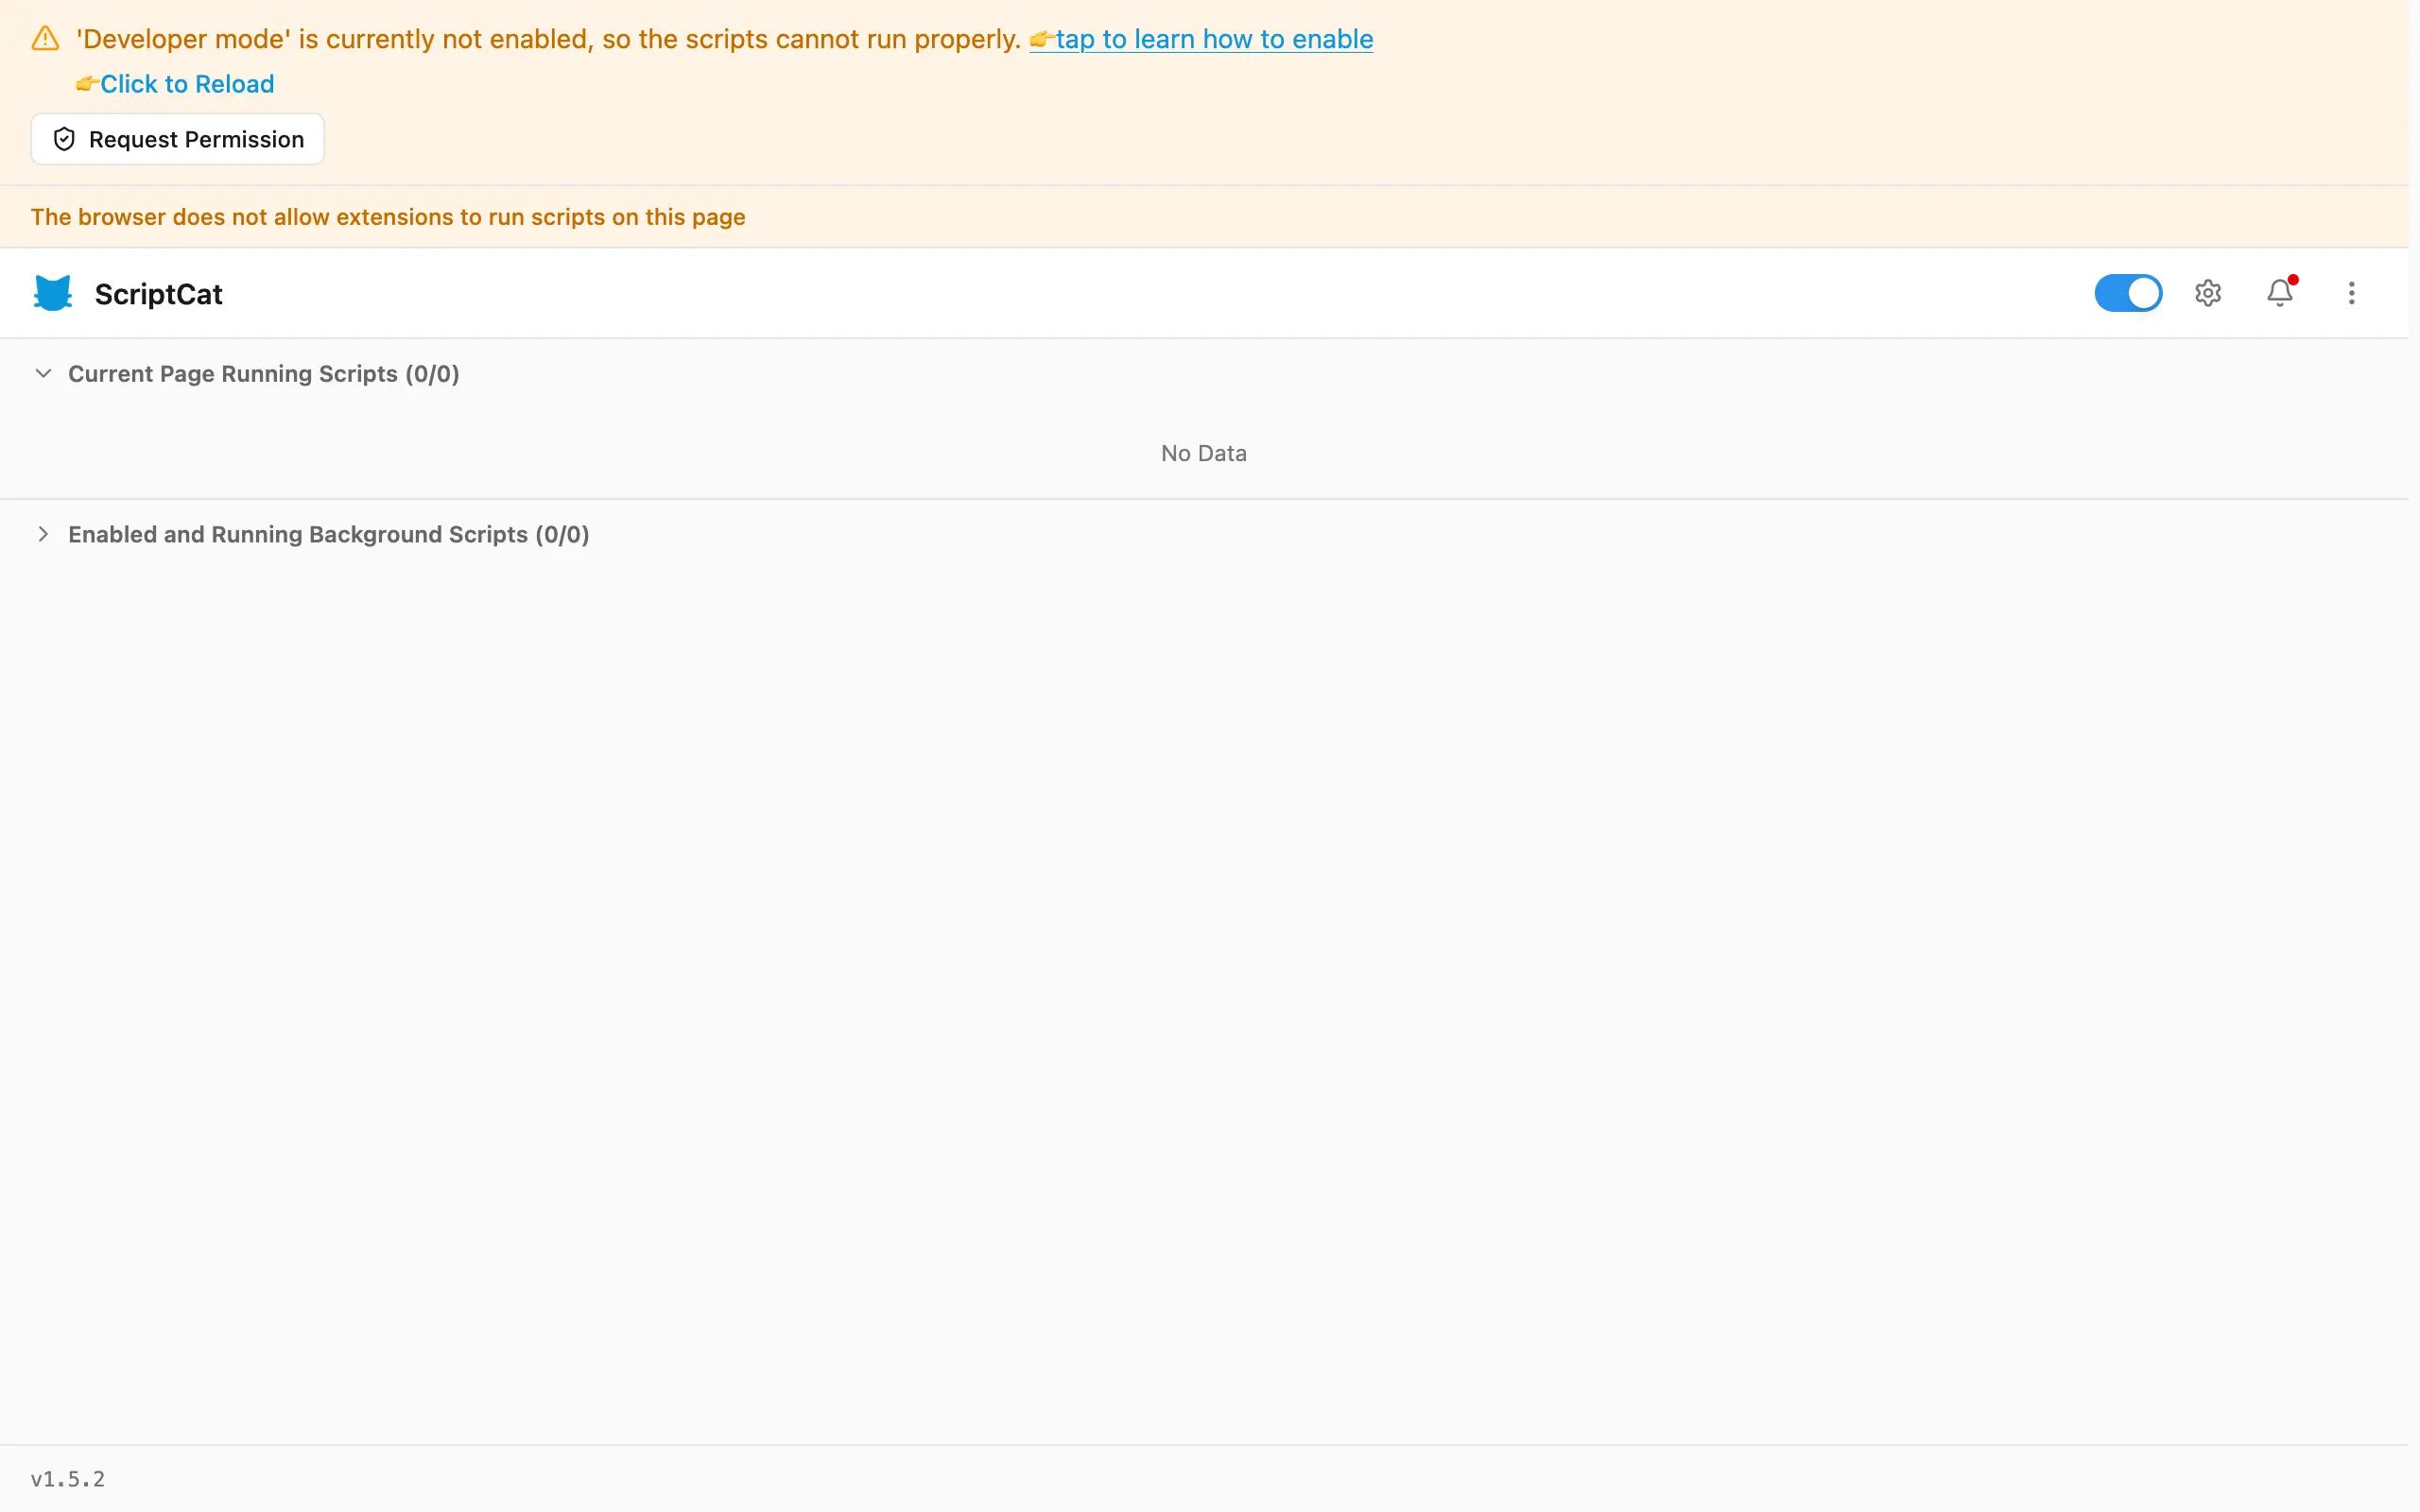 'Developer mode' is currently not enabled, so the scripts cannot run properly. 👉tap to learn how to enable
👉Click to Reload
Request Permission
The browser does not allow extensions to run scripts on this page
ScriptCat
Current Page Running Scripts (0/0)
No Data
Enabled and Running Background Scripts (0/0)
v1.5.2